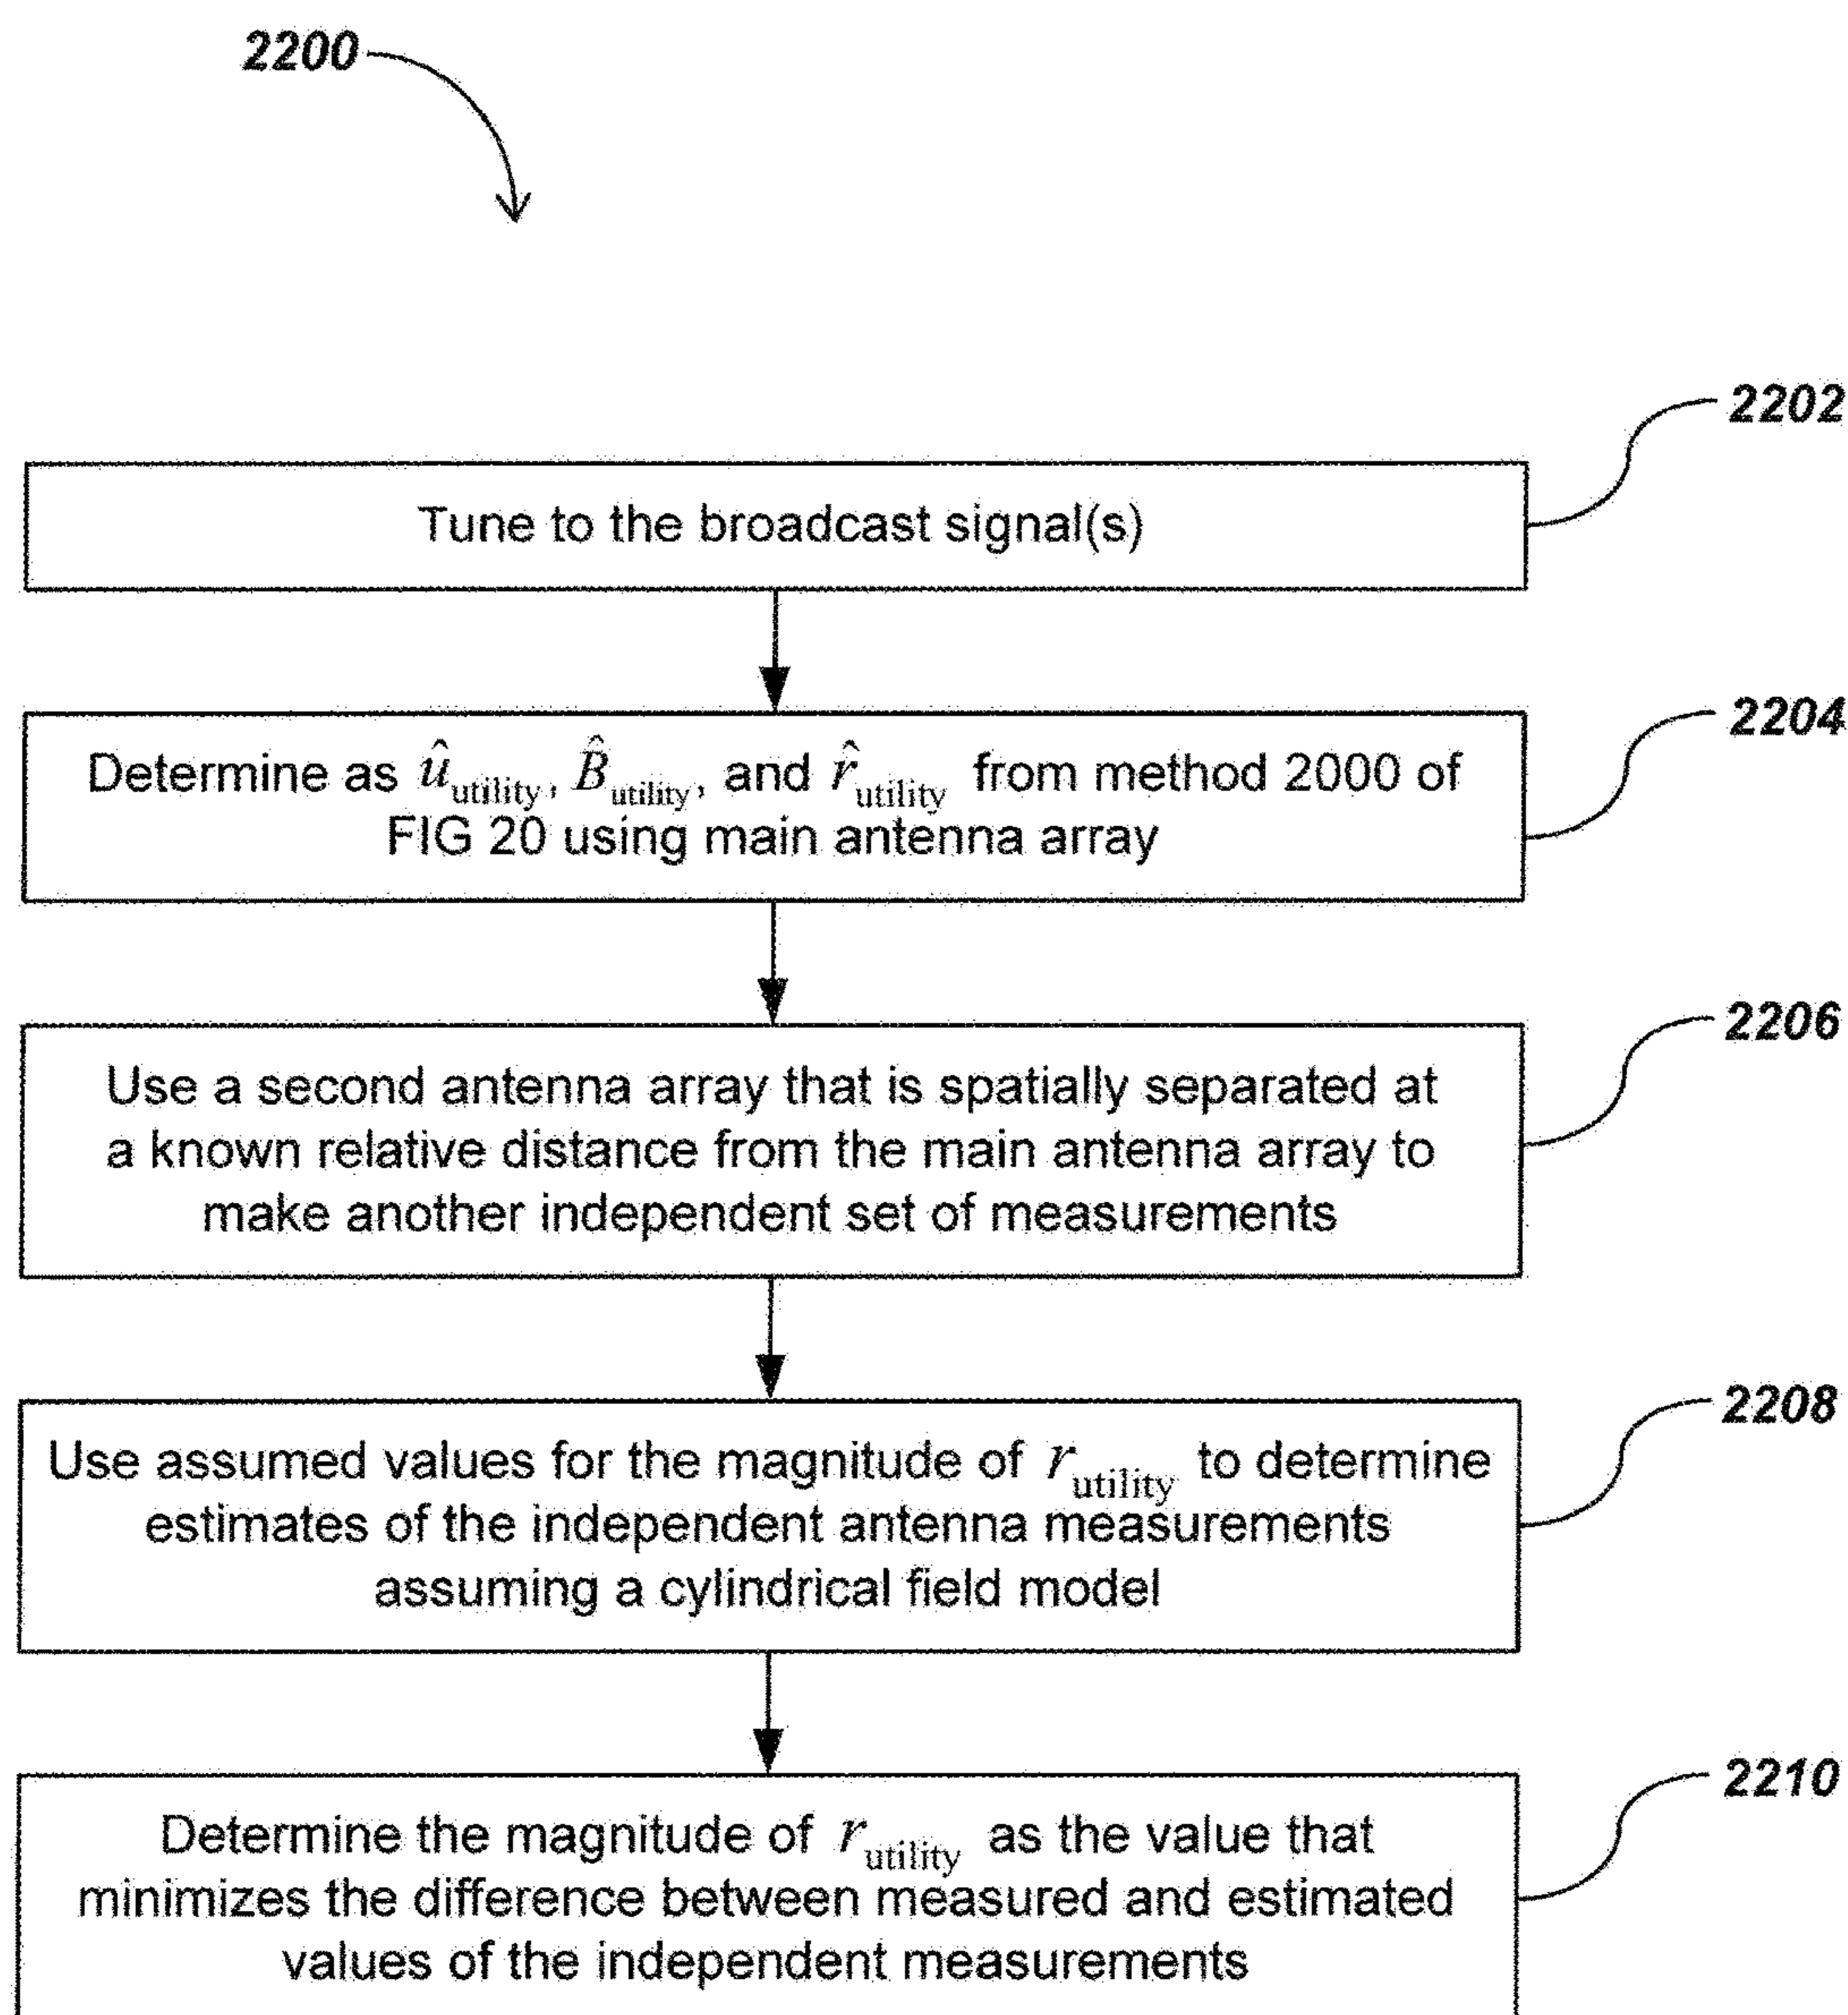 2200
2202
Tune to the broadcast signal(s)
2204
Determine as û_utility, B̂_utility, and r̂_utility from method 2000 of
FIG 20 using main antenna array
2206
Use a second antenna array that is spatially separated at
a known relative distance from the main antenna array to
make another independent set of measurements
2208
Use assumed values for the magnitude of r_utility to determine
estimates of the independent antenna measurements
assuming a cylindrical field model
2210
Determine the magnitude of r_utility as the value that
minimizes the difference between measured and estimated
values of the independent measurements